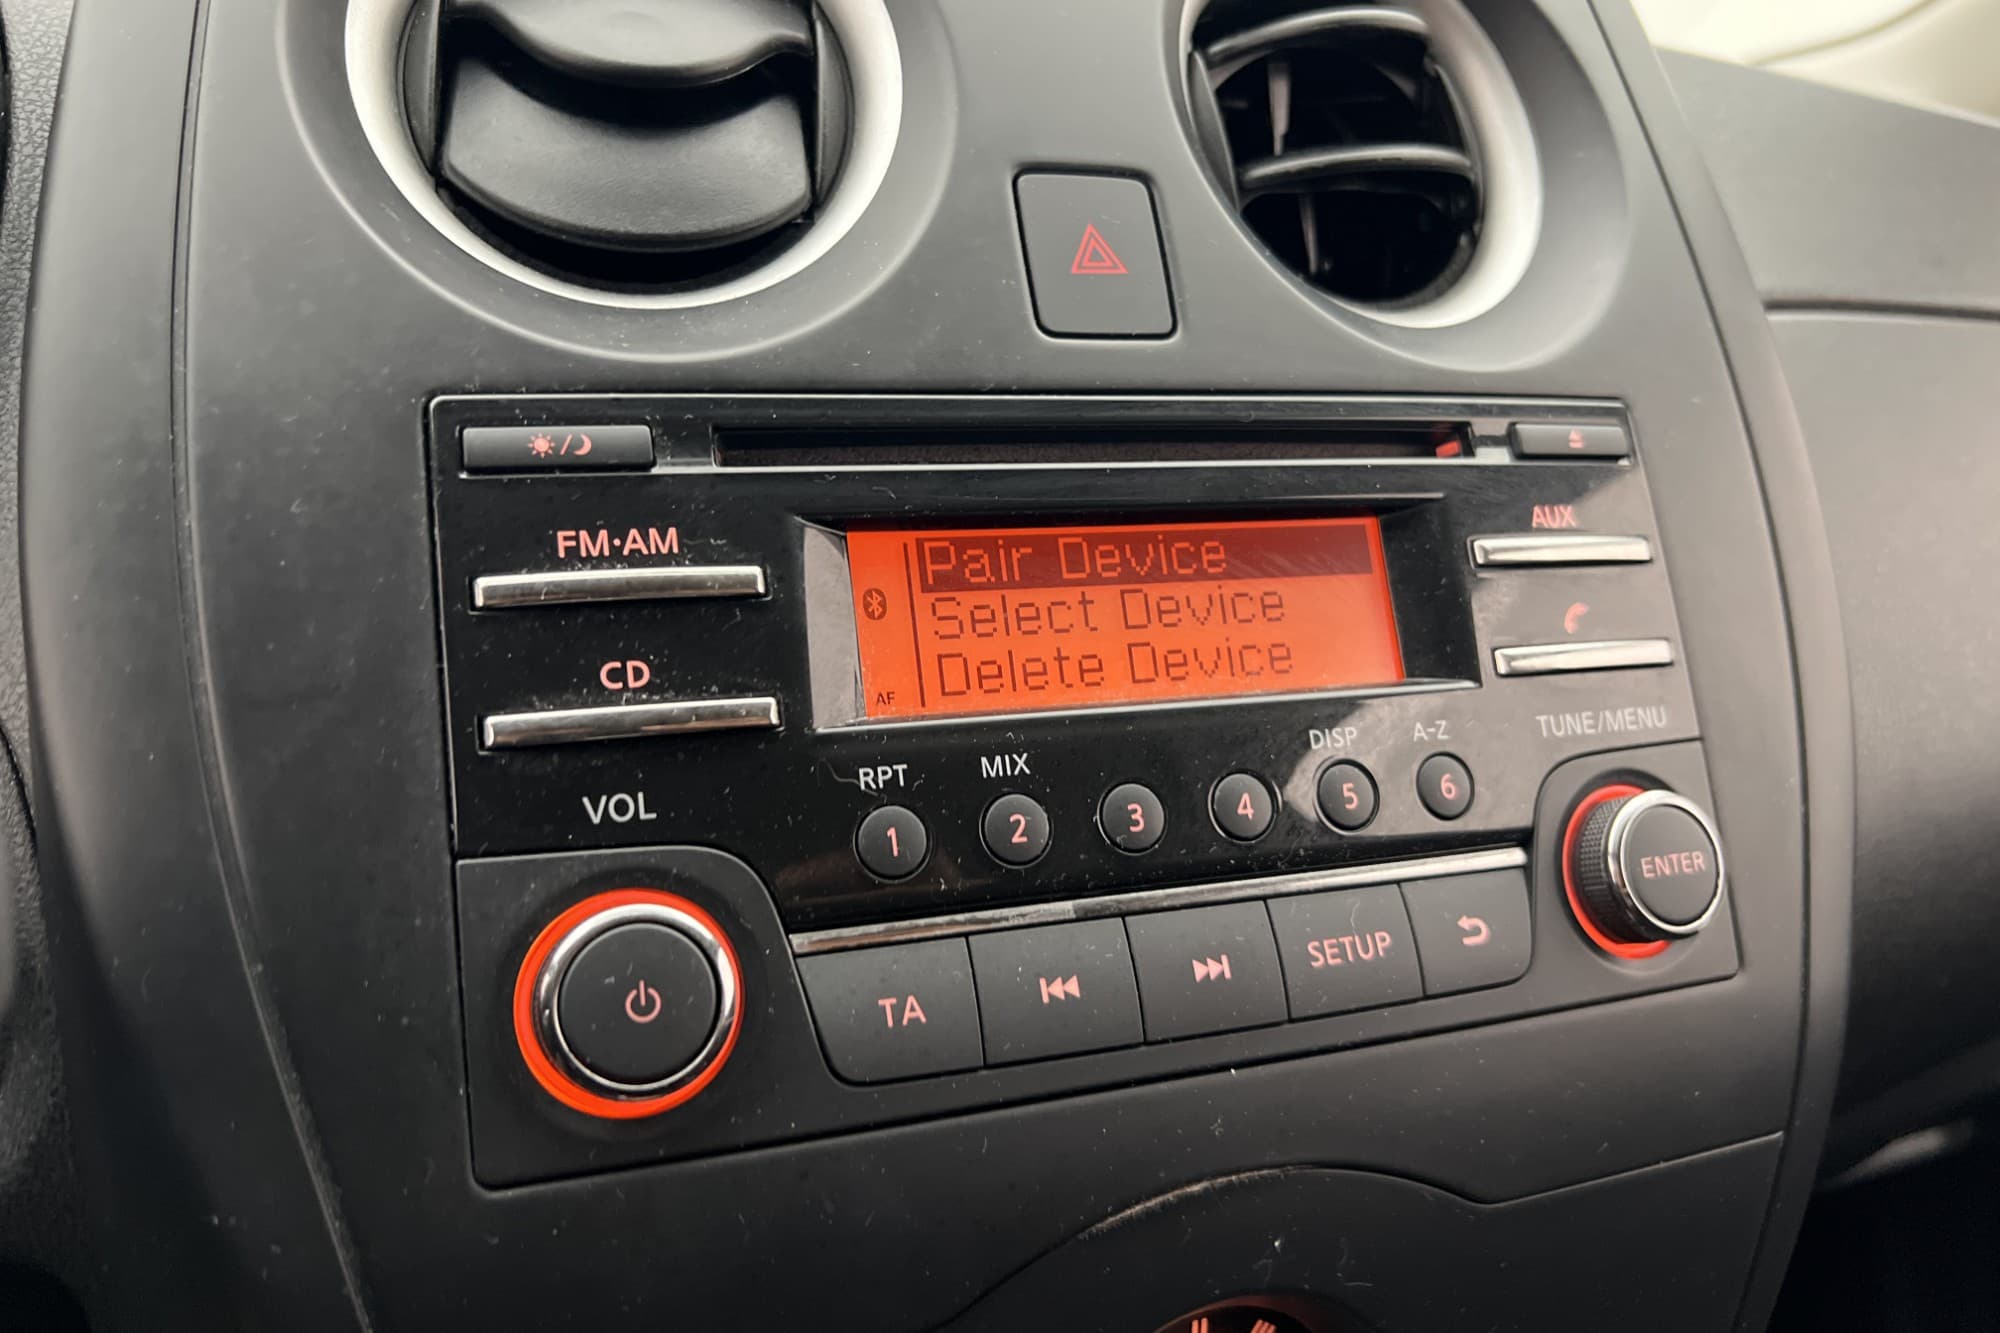 FM·AM
AUX
Pair Device
Select Device
Delete Device
AF
CD
TUNE/MENU
VOL
RPT
MIX
DISP
A-Z
1
2
3
4
5
6
ENTER
TA
SETUP